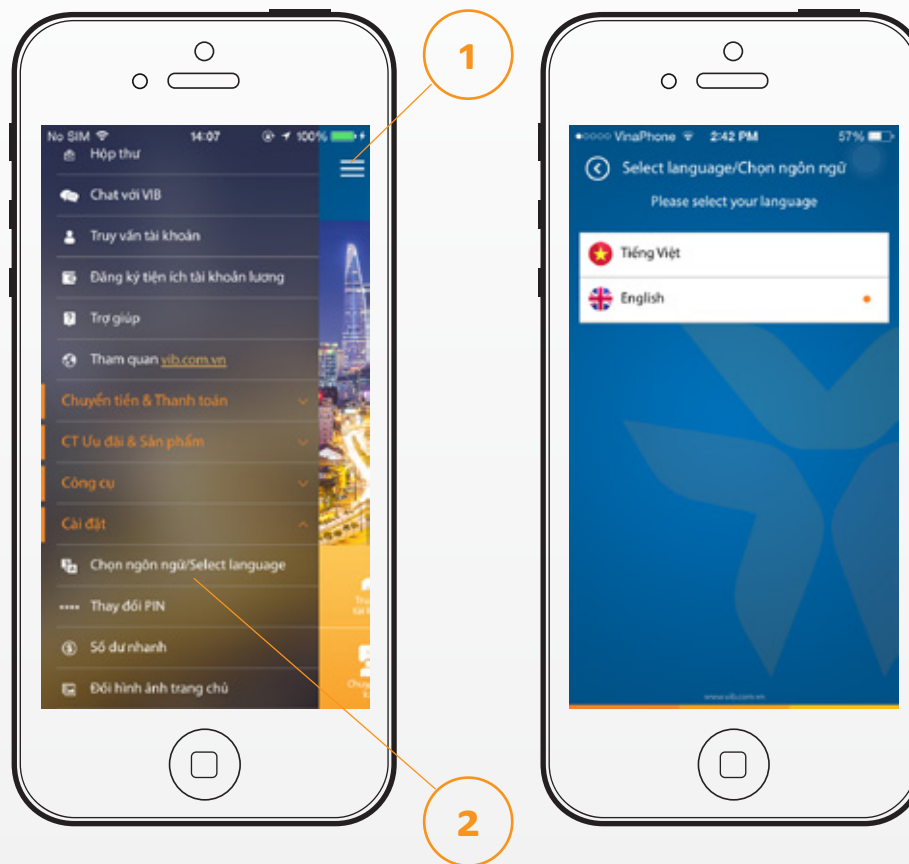 1
No SIM 14:07 100%
Hộp thư
Chat với VIB
Truy vấn tài khoản
Đăng ký tiện ích tài khoản lương
Trợ giúp
Tham quan vib.com.vn
Chuyển tiền & Thanh toán
CT Ưu đãi & Sản phẩm
Công cụ
Cài đặt
Chọn ngôn ngữ/Select language
Thay đổi PIN
Số dư nhanh
Đổi hình ảnh trang chủ
2
VinaPhone 2:42 PM 57%
Select language/Chọn ngôn ngữ
Please select your language
Tiếng Việt
English
www.vib.com.vn